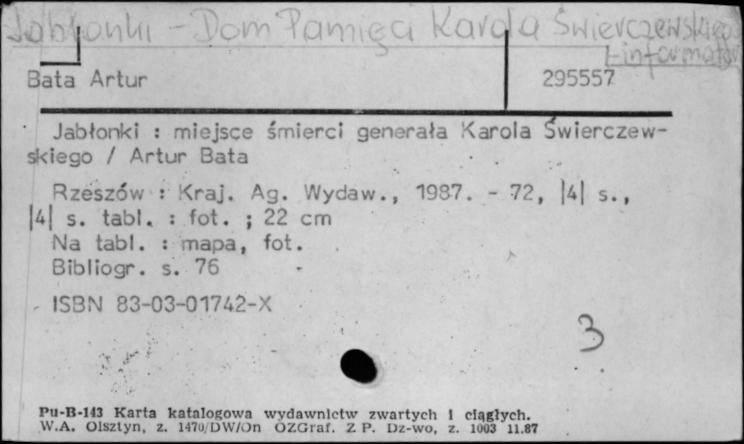 Jabłonki - Dom Pamięci Karola Świerczewskiego
- informator
Bata Artur 295557
Jabłonki : miejsce śmierci generała Karola Świerczew-
skiego / Artur Bata
Rzeszów : Kraj. Ag. Wydaw., 1987. - 72, |4| s.,
|4| s. tabl. : fot. ; 22 cm
Na tabl. : mapa, fot.
Bibliogr. s. 76
ISBN 83-03-01742-X
3
Pu-B-143 Karta katalogowa wydawnictw zwartych i ciągłych.
W.A. Olsztyn, z. 1470/DW/On OZGraf. Z P. Dz-wo, z. 1003 11.87